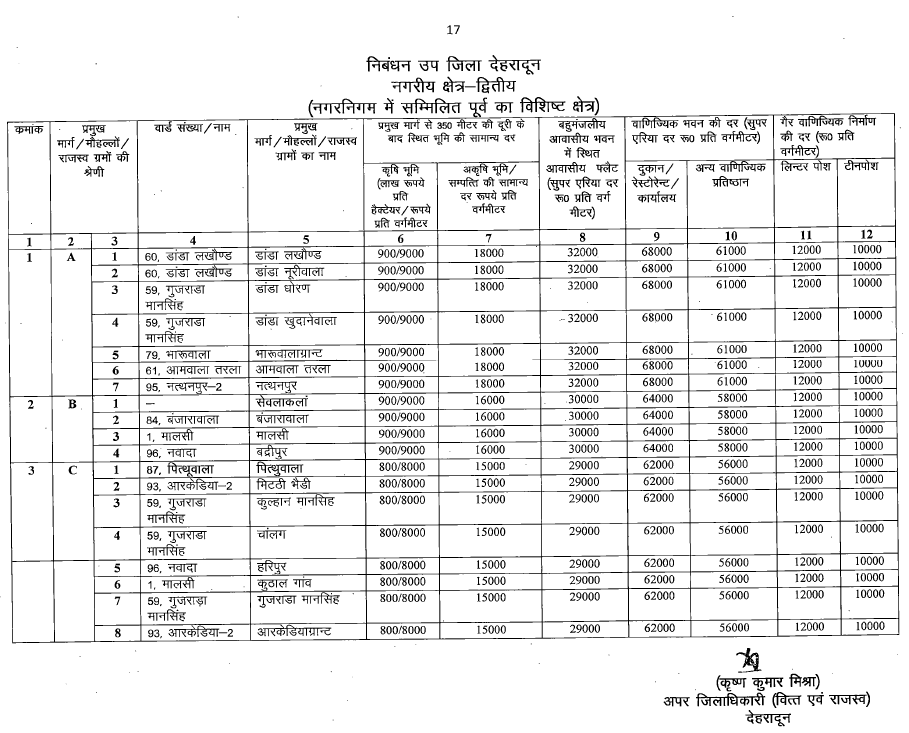 17
निबंधन उप जिला देहरादून
नगरीय क्षेत्र–द्वितीय
(नगरनिगम में सम्मिलित पूर्व का विशिष्ट क्षेत्र)
कमांक | प्रमुख मार्ग/मौहल्लों/राजस्व ग्रमों की श्रेणी | वार्ड संख्या/नाम | प्रमुख मार्ग/मौहल्लों/राजस्व ग्रामों का नाम | प्रमुख मार्ग से 350 मीटर की दूरी के बाद स्थित भूमि की सामान्य दर | बहुमंजलीय आवासीय भवन में स्थित आवासीय फ्लैट (सुपर एरिया दर रू0 प्रति वर्ग मीटर) | वाणिज्यिक भवन की दर (सुपर एरिया दर रू0 प्रति वर्गमीटर) | गैर वाणिज्यिक निर्माण की दर (रू0 प्रति वर्गमीटर)
कृषि भूमि (लाख रूपये प्रति हैक्टेयर/रूपये प्रति वर्गमीटर | अकृषि भूमि/सम्पत्ति की सामान्य दर रूपये प्रति वर्गमीटर | दुकान/रेस्टोरेन्ट/कार्यालय | अन्य वाणिज्यिक प्रतिष्ठान | लिन्टर पोश | टीनपोश
1 | 2 | 3 | 4 | 5 | 6 | 7 | 8 | 9 | 10 | 11 | 12
1 | A | 1 | 60, डांडा लखौण्ड | डांडा लखौण्ड | 900/9000 | 18000 | 32000 | 68000 | 61000 | 12000 | 10000
2 | 60, डांडा लखौण्ड | डांडा नूरीवाला | 900/9000 | 18000 | 32000 | 68000 | 61000 | 12000 | 10000
3 | 59, गुजराडा मानसिंह | डांडा धोरण | 900/9000 | 18000 | 32000 | 68000 | 61000 | 12000 | 10000
4 | 59, गुजराडा मानसिंह | डांडा खुदानेवाला | 900/9000 | 18000 | 32000 | 68000 | 61000 | 12000 | 10000
5 | 79, भारूवाला | भारूवालाग्रान्ट | 900/9000 | 18000 | 32000 | 68000 | 61000 | 12000 | 10000
6 | 61, आमवाला तरला | आमवाला तरला | 900/9000 | 18000 | 32000 | 68000 | 61000 | 12000 | 10000
7 | 95, नत्थनपुर–2 | नत्थनपुर | 900/9000 | 18000 | 32000 | 68000 | 61000 | 12000 | 10000
2 | B | 1 | – | सेवलाकलां | 900/9000 | 16000 | 30000 | 64000 | 58000 | 12000 | 10000
2 | 84, बंजारावाला | बंजारावाला | 900/9000 | 16000 | 30000 | 64000 | 58000 | 12000 | 10000
3 | 1, मालसी | मालसी | 900/9000 | 16000 | 30000 | 64000 | 58000 | 12000 | 10000
4 | 96, नवादा | बद्रीपुर | 900/9000 | 16000 | 30000 | 64000 | 58000 | 12000 | 10000
3 | C | 1 | 87, पित्थूवाला | पित्थुवाला | 800/8000 | 15000 | 29000 | 62000 | 56000 | 12000 | 10000
2 | 93, आरकेडिया–2 | मिटठी भैडी | 800/8000 | 15000 | 29000 | 62000 | 56000 | 12000 | 10000
3 | 59, गुजराडा मानसिंह | कुल्हान मानसिह | 800/8000 | 15000 | 29000 | 62000 | 56000 | 12000 | 10000
4 | 59, गुजराडा मानसिंह | चांलग | 800/8000 | 15000 | 29000 | 62000 | 56000 | 12000 | 10000
5 | 96, नवादा | हरिपुर | 800/8000 | 15000 | 29000 | 62000 | 56000 | 12000 | 10000
6 | 1, मालसी | कुठाल गांव | 800/8000 | 15000 | 29000 | 62000 | 56000 | 12000 | 10000
7 | 59, गुजराड़ा मानसिंह | गुजराडा मानसिंह | 800/8000 | 15000 | 29000 | 62000 | 56000 | 12000 | 10000
8 | 93, आरकेडिया–2 | आरकेडियाग्रान्ट | 800/8000 | 15000 | 29000 | 62000 | 56000 | 12000 | 10000
(कृष्ण कुमार मिश्रा)
अपर जिलाधिकारी (वित्त एवं राजस्व)
देहरादून